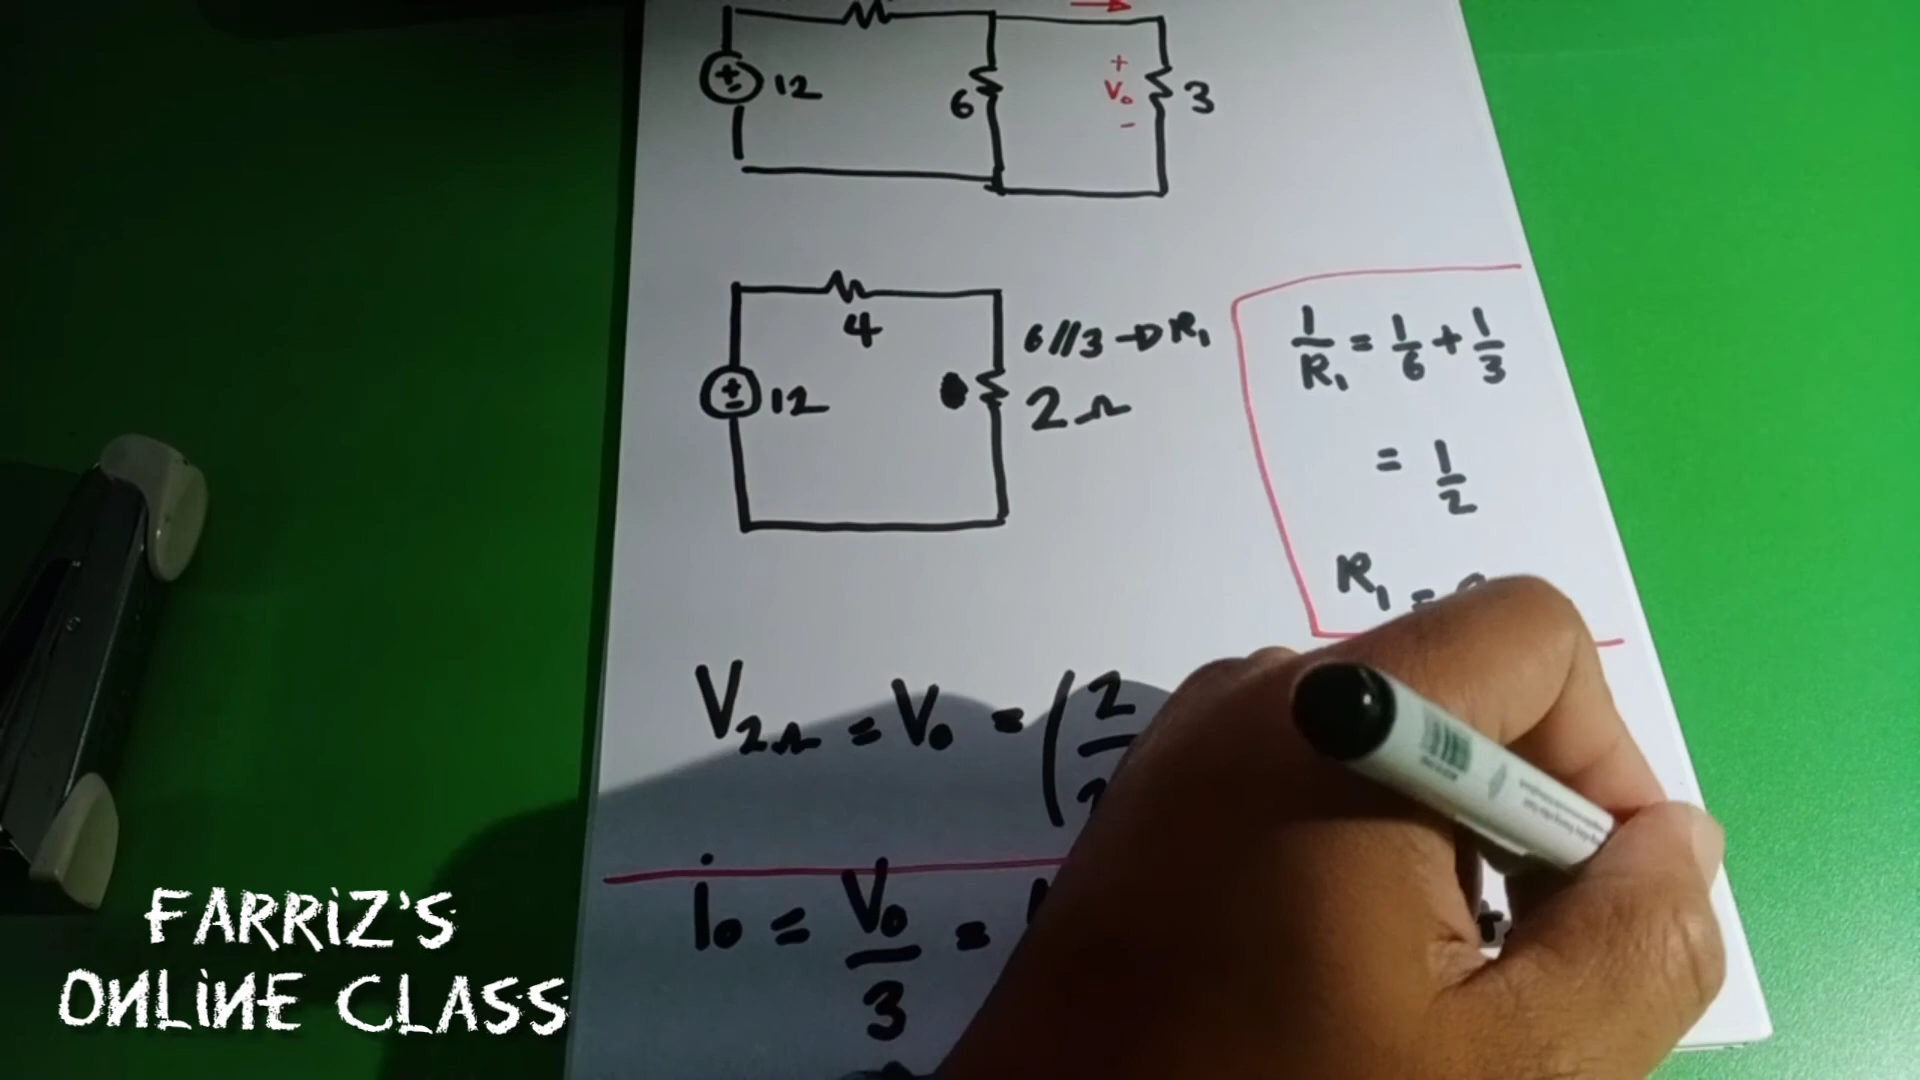 12
6
+
V₀
-
3
4
12
6//3 → R₁
2Ω
1/R₁ = 1/6 + 1/3
= 1/2
R₁ =
V₂Ω = V₀ = (2/
i₀ = V₀/3 =
FARRIZ'S
ONLINE CLASS